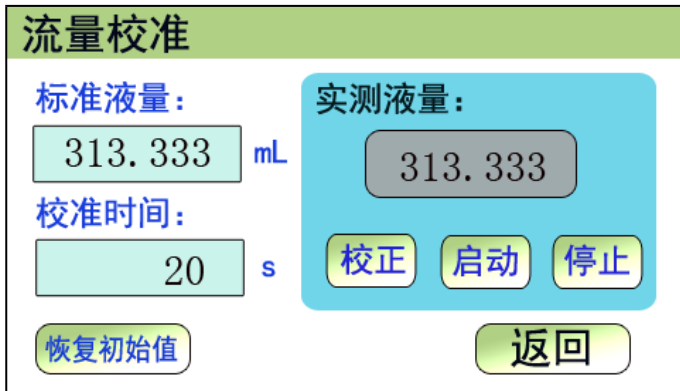 流量校准
标准液量：
313.333 mL
校准时间：
20 s
恢复初始值
实测液量：
313.333
校正 启动 停止
返回